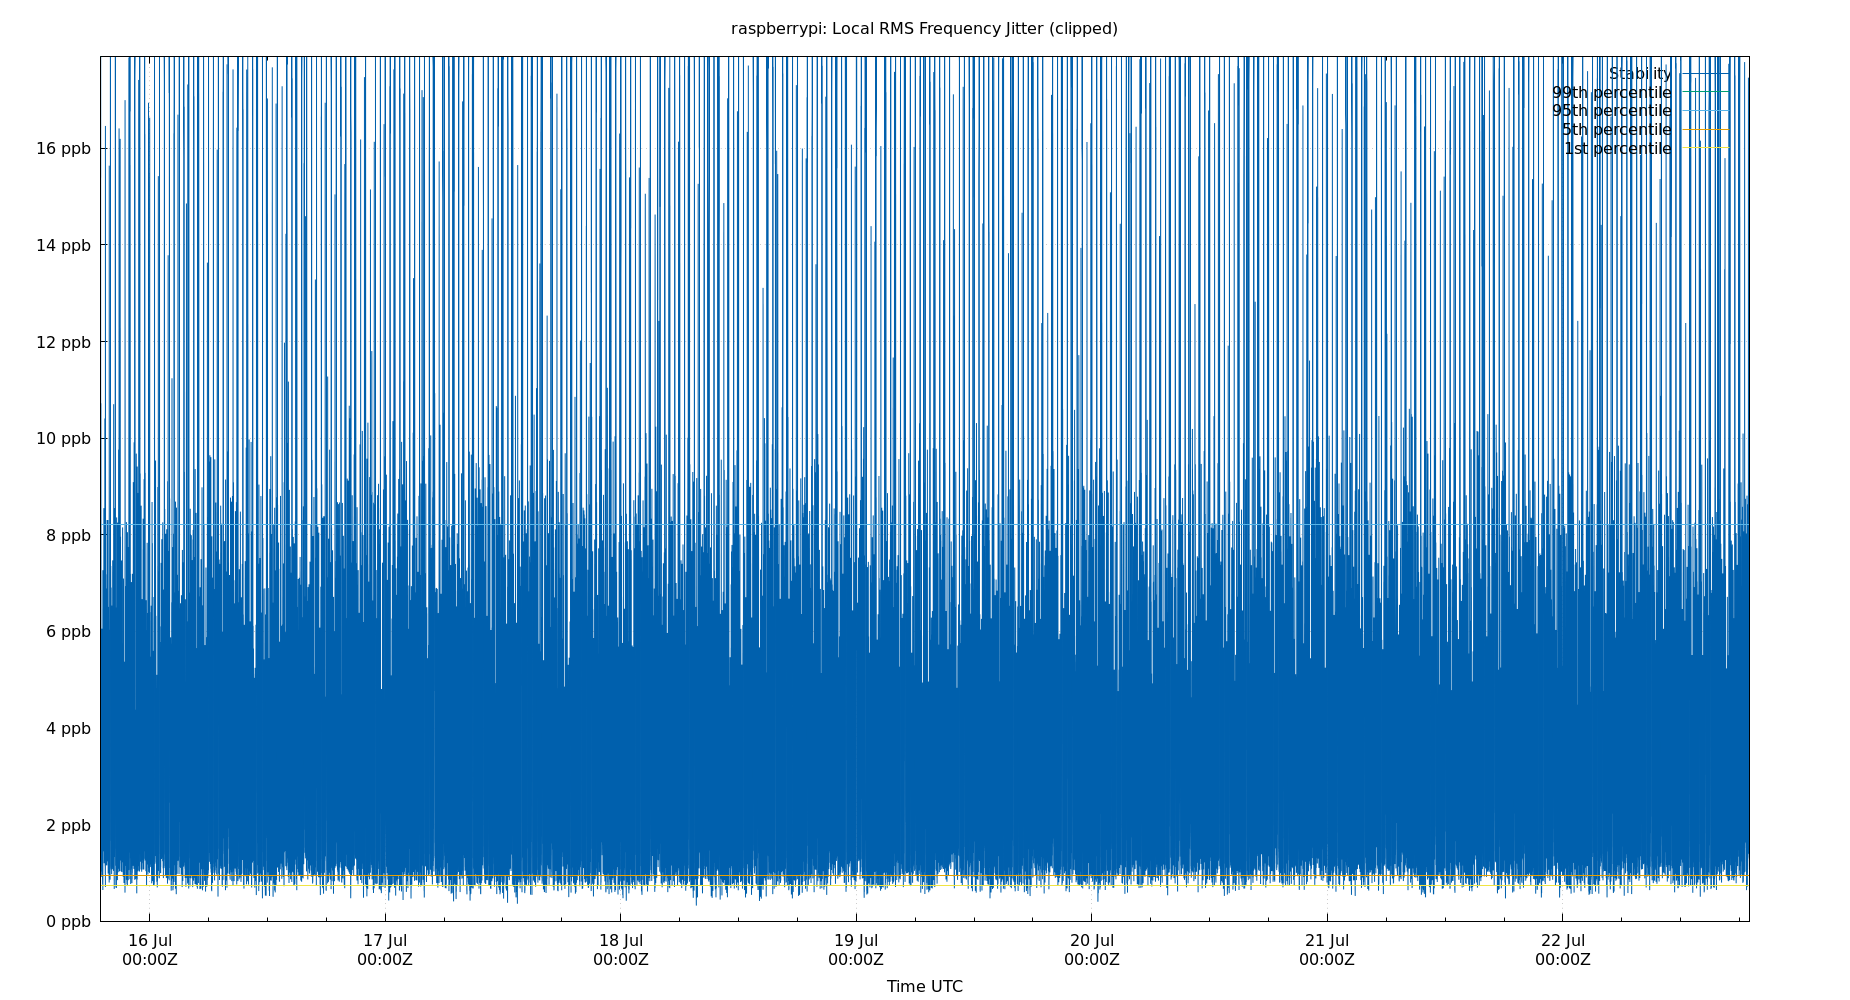 raspberrypi: Local RMS Frequency Jitter (clipped)
Stability
99th percentile
95th percentile
5th percentile
1st percentile
16 ppb
14 ppb
12 ppb
10 ppb
8 ppb
6 ppb
4 ppb
2 ppb
0 ppb
16 Jul 17 Jul 18 Jul 19 Jul 20 Jul 21 Jul 22 Jul
00:00Z 00:00Z 00:00Z 00:00Z 00:00Z 00:00Z 00:00Z
Time UTC